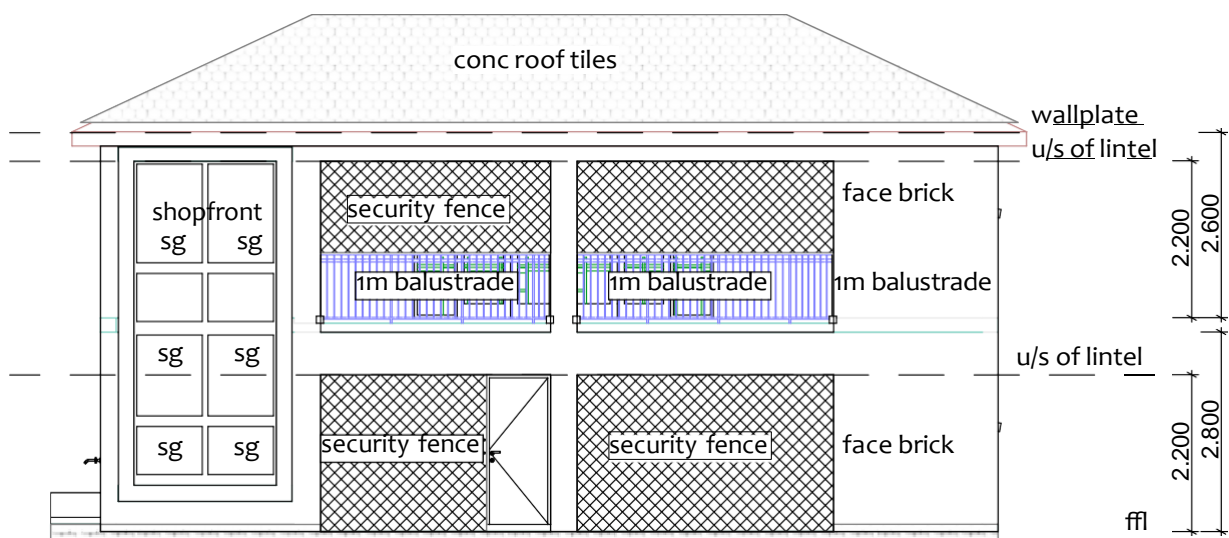 conc roof tiles
wallplate
u/s of lintel
shopfront
sg sg
security fence
face brick
2.200
2.600
1m balustrade
1m balustrade
1m balustrade
sg sg
u/s of lintel
sg sg
security fence
security fence
face brick
2.200
2.800
ffl